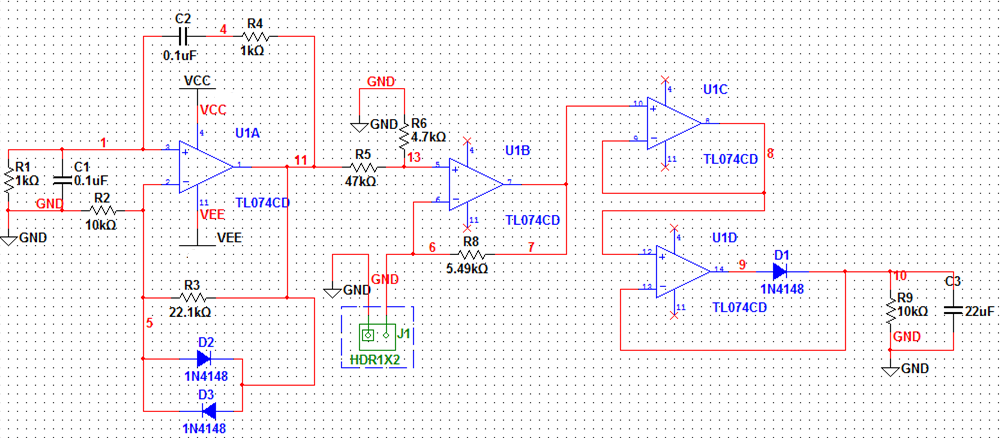 C2
4
R4
0.1uF
1kΩ
VCC
VCC
4
U1A
1
3
1
11
2
11
TL074CD
R1
1kΩ
C1
0.1uF
R2
GND
10kΩ
GND
VEE
VEE
R3
22.1kΩ
5
D2
1N4148
D3
1N4148
GND
GND
R6
4.7kΩ
R5
13
47kΩ
4
U1B
5
7
6
11
TL074CD
6
R8
7
5.49kΩ
GND
GND
J1
HDR1X2
4
U1C
10
8
9
11
TL074CD
8
4
U1D
12
14
9
13
11
TL074CD
D1
1N4148
10
C3
R9
10kΩ
22uF
GND
GND